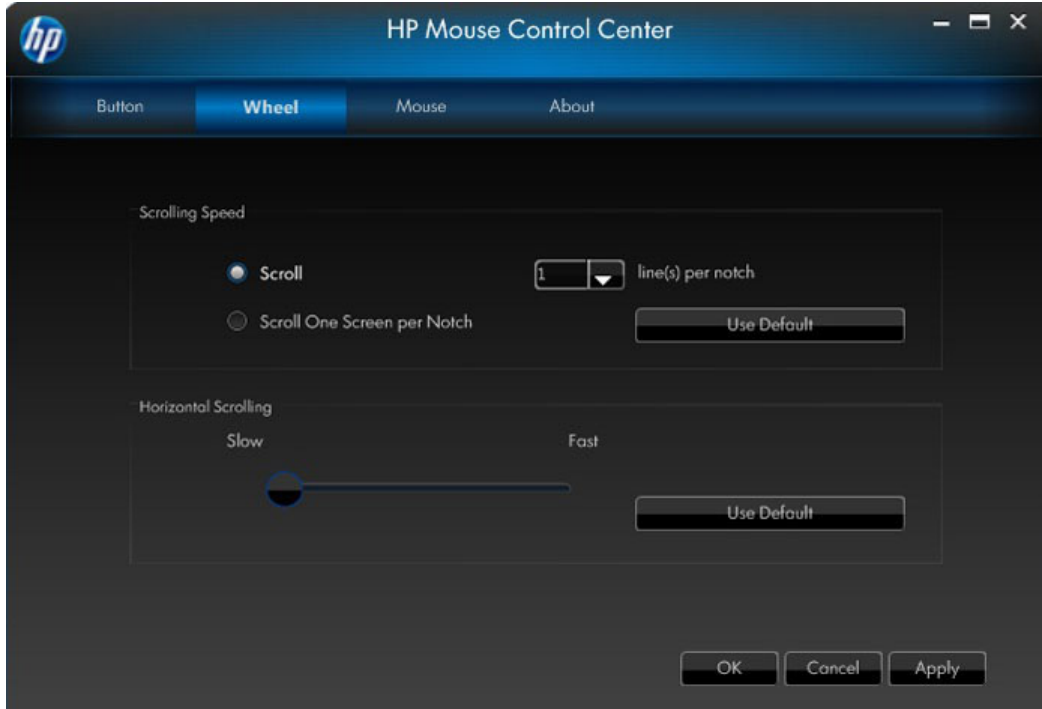 hp
HP Mouse Control Center
Button Wheel Mouse About
Scrolling Speed
Scroll 1 line(s) per notch
Scroll One Screen per Notch Use Default
Horizontal Scrolling
Slow Fast
Use Default
OK Cancel Apply